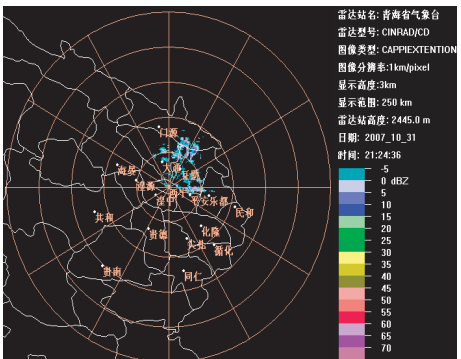 雷达站名: 青海省气象台
雷达型号: CINRAD/CD
图像类型: CAPPIEXTENTION
图像分辨率:1km/pixel
显示高度:3km
显示范围: 250 km
雷达站高度: 2445.0 m
日期: 2007_10_31
时间: 21:24:36
-5
0 dBZ
5
10
15
20
25
30
35
40
45
50
55
60
65
70
门源
海晏
大通
互助
湟源
西宁
湟中
平安
乐都
民和
共和
贵德
化隆
尖扎
循化
贵南
同仁